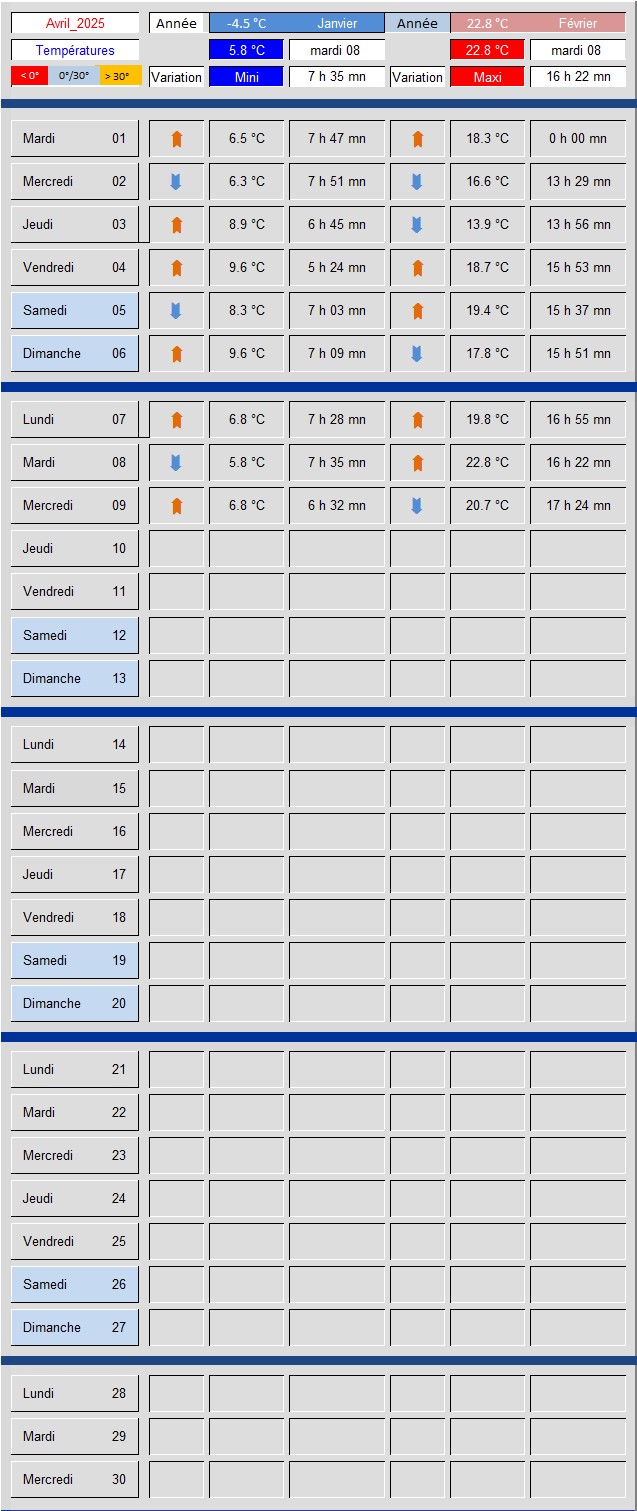 Avril_2025 Année -4.5 °C Janvier Année 22.8 °C Février
Températures 5.8 °C mardi 08 22.8 °C mardi 08
< 0° 0°/30° > 30° Variation Mini 7 h 35 mn Variation Maxi 16 h 22 mn
Mardi 01 6.5 °C 7 h 47 mn 18.3 °C 0 h 00 mn
Mercredi 02 6.3 °C 7 h 51 mn 16.6 °C 13 h 29 mn
Jeudi 03 8.9 °C 6 h 45 mn 13.9 °C 13 h 56 mn
Vendredi 04 9.6 °C 5 h 24 mn 18.7 °C 15 h 53 mn
Samedi 05 8.3 °C 7 h 03 mn 19.4 °C 15 h 37 mn
Dimanche 06 9.6 °C 7 h 09 mn 17.8 °C 15 h 51 mn
Lundi 07 6.8 °C 7 h 28 mn 19.8 °C 16 h 55 mn
Mardi 08 5.8 °C 7 h 35 mn 22.8 °C 16 h 22 mn
Mercredi 09 6.8 °C 6 h 32 mn 20.7 °C 17 h 24 mn
Jeudi 10
Vendredi 11
Samedi 12
Dimanche 13
Lundi 14
Mardi 15
Mercredi 16
Jeudi 17
Vendredi 18
Samedi 19
Dimanche 20
Lundi 21
Mardi 22
Mercredi 23
Jeudi 24
Vendredi 25
Samedi 26
Dimanche 27
Lundi 28
Mardi 29
Mercredi 30